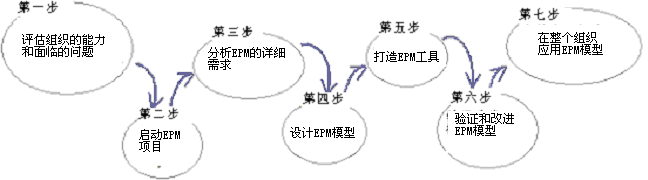 第一步
评估组织的能力
和面临的问题
第二步
启动EPM
项目
第三步
分析EPM的详细
需求
第四步
设计EPM模型
第五步
打造EPM工具
第六步
验证和改进
EPM模型
第七步
在整个组织
应用EPM模型